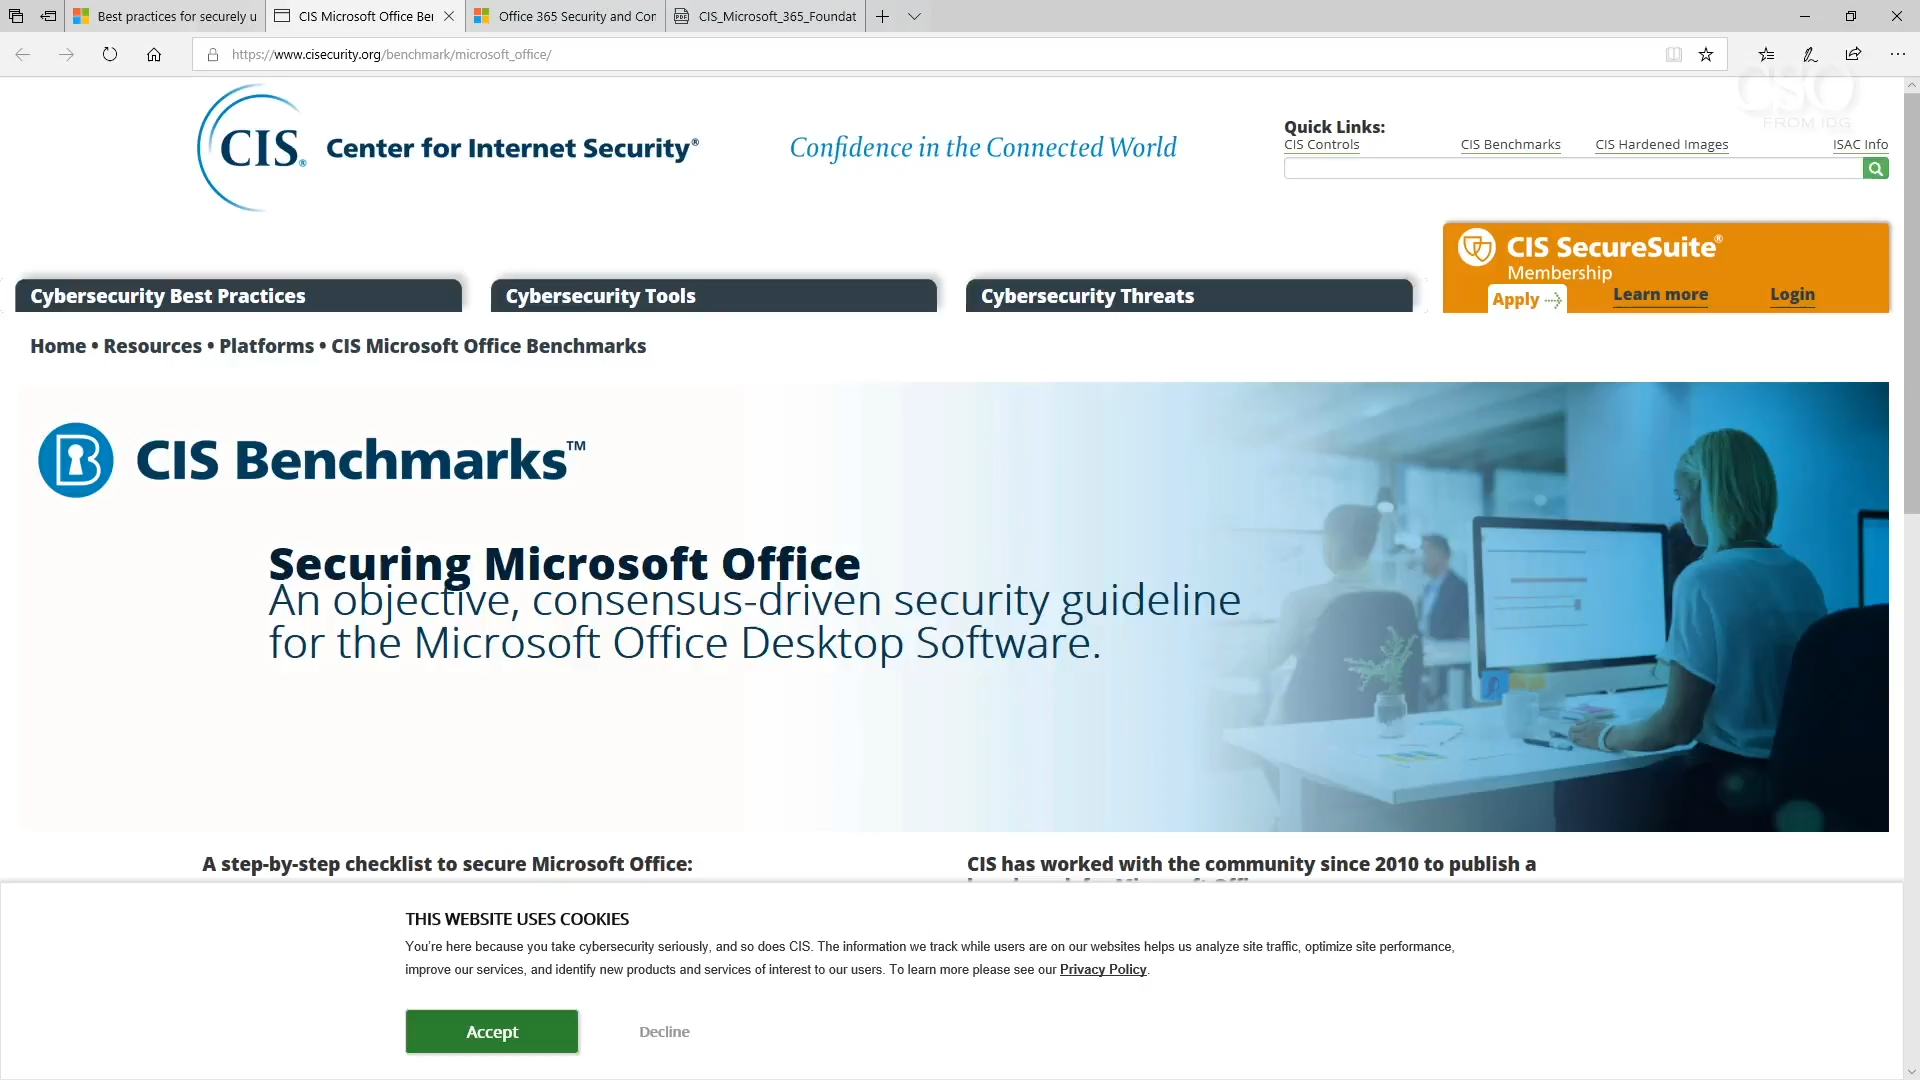 Best practices for securely u
CIS Microsoft Office Ber
Office 365 Security and Cor
CIS_Microsoft_365_Foundat
https://www.cisecurity.org/benchmark/microsoft_office/
CSO
FROM IDG
CIS® Center for Internet Security®
Confidence in the Connected World
Quick Links:
CIS Controls
CIS Benchmarks
CIS Hardened Images
ISAC Info
CIS SecureSuite®
Membership
Apply
Learn more
Login
Cybersecurity Best Practices
Cybersecurity Tools
Cybersecurity Threats
Home • Resources • Platforms • CIS Microsoft Office Benchmarks
B CIS Benchmarks™
Securing Microsoft Office
An objective, consensus-driven security guideline
for the Microsoft Office Desktop Software.
A step-by-step checklist to secure Microsoft Office:
CIS has worked with the community since 2010 to publish a
THIS WEBSITE USES COOKIES
You're here because you take cybersecurity seriously, and so does CIS. The information we track while users are on our websites helps us analyze site traffic, optimize site performance,
improve our services, and identify new products and services of interest to our users. To learn more please see our Privacy Policy.
Accept
Decline